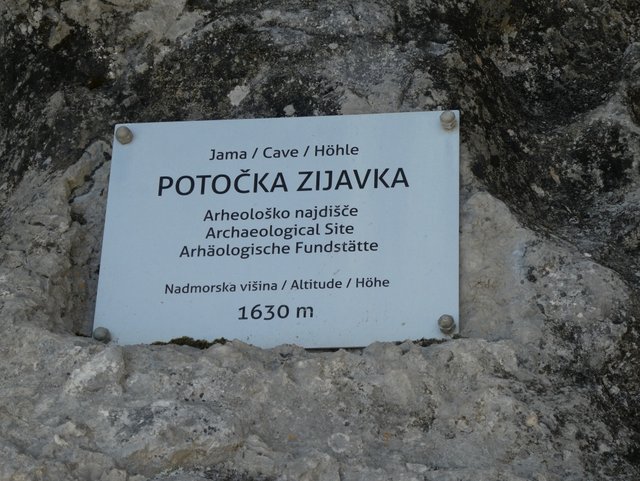 Jama / Cave / Höhle
POTOČKA ZIJAVKA
Arheološko najdišče
Archaeological Site
Arhäologische Fundstätte
Nadmorska višina / Altitude / Höhe
1630 m